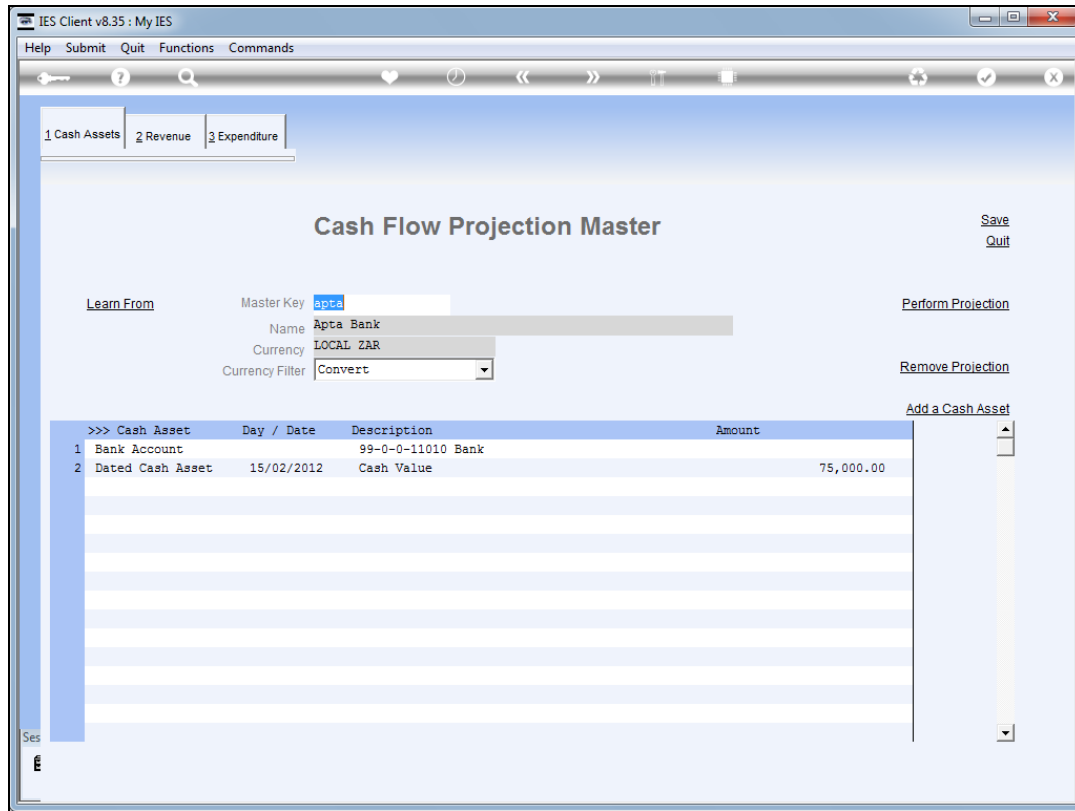 IES Client v8.35 : My IES
Help Submit Quit Functions Commands
1 Cash Assets 2 Revenue 3 Expenditure
Cash Flow Projection Master
Save
Quit
Learn From Master Key apta Perform Projection
Name Apta Bank
Currency LOCAL ZAR
Currency Filter Convert Remove Projection
Add a Cash Asset
>>> Cash Asset Day / Date Description Amount
1 Bank Account 99-0-0-11010 Bank
2 Dated Cash Asset 15/02/2012 Cash Value 75,000.00
Ses